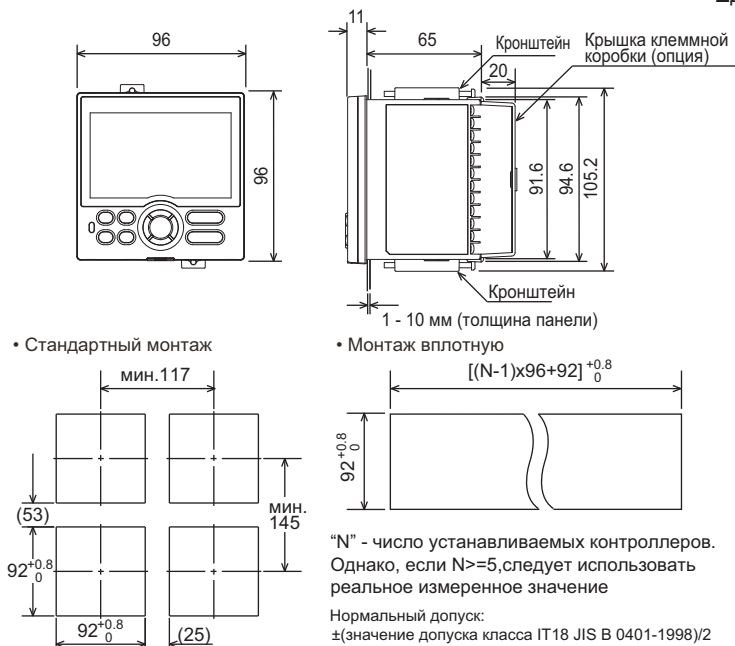 96
96
11
65
Кронштейн
Крышка клеммной
коробки (опция)
20
91.6
94.6
105.2
Кронштейн
1 - 10 мм (толщина панели)
• Стандартный монтаж
мин.117
(53)
мин.
145
92+0.8 0
92+0.8 0
(25)
• Монтаж вплотную
[(N-1)x96+92] +0.8 0
92+0.8 0
“N” - число устанавливаемых контроллеров.
Однако, если N>=5,следует использовать
реальное измеренное значение
Нормальный допуск:
±(значение допуска класса IT18 JIS B 0401-1998)/2